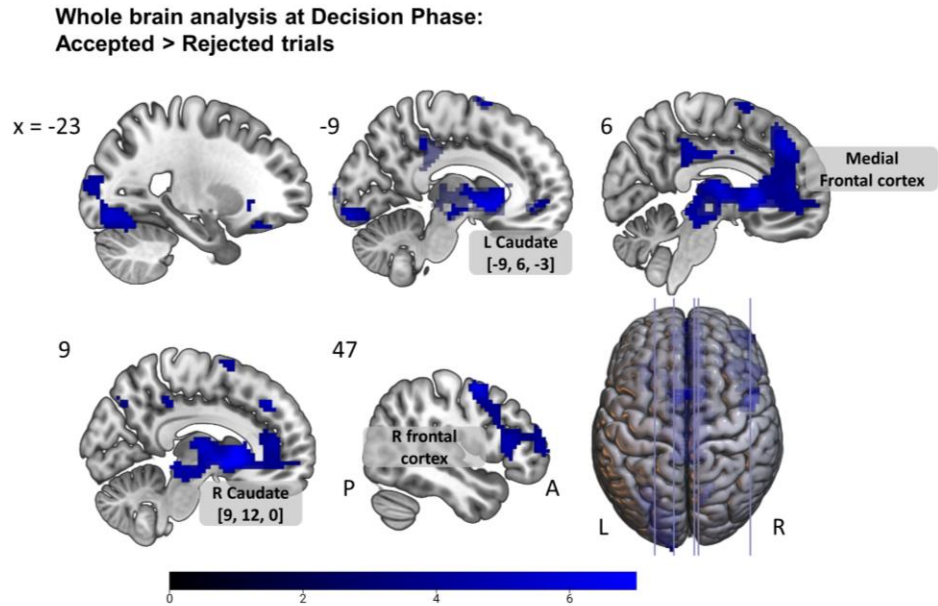 Whole brain analysis at Decision Phase:
Accepted > Rejected trials
x = -23
-9
6
Medial
Frontal cortex
L Caudate
[-9, 6, -3]
9
47
R frontal
cortex
R Caudate
[9, 12, 0]
P
A
L
R
0
2
4
6